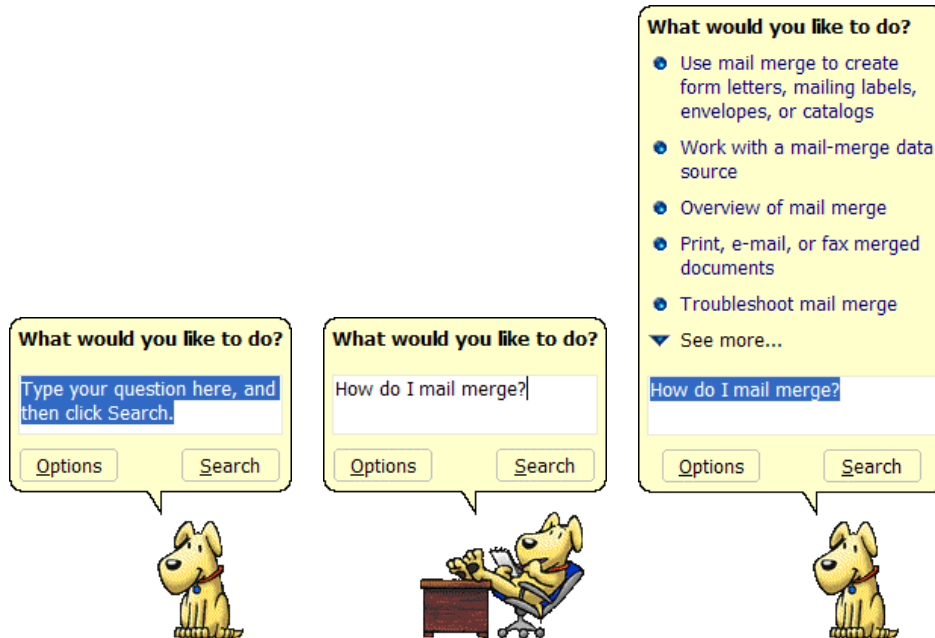 What would you like to do?
Type your question here, and
then click Search.
Options
Search
What would you like to do?
How do I mail merge?
Options
Search
What would you like to do?
Use mail merge to create
form letters, mailing labels,
envelopes, or catalogs
Work with a mail-merge data
source
Overview of mail merge
Print, e-mail, or fax merged
documents
Troubleshoot mail merge
See more...
How do I mail merge?
Options
Search